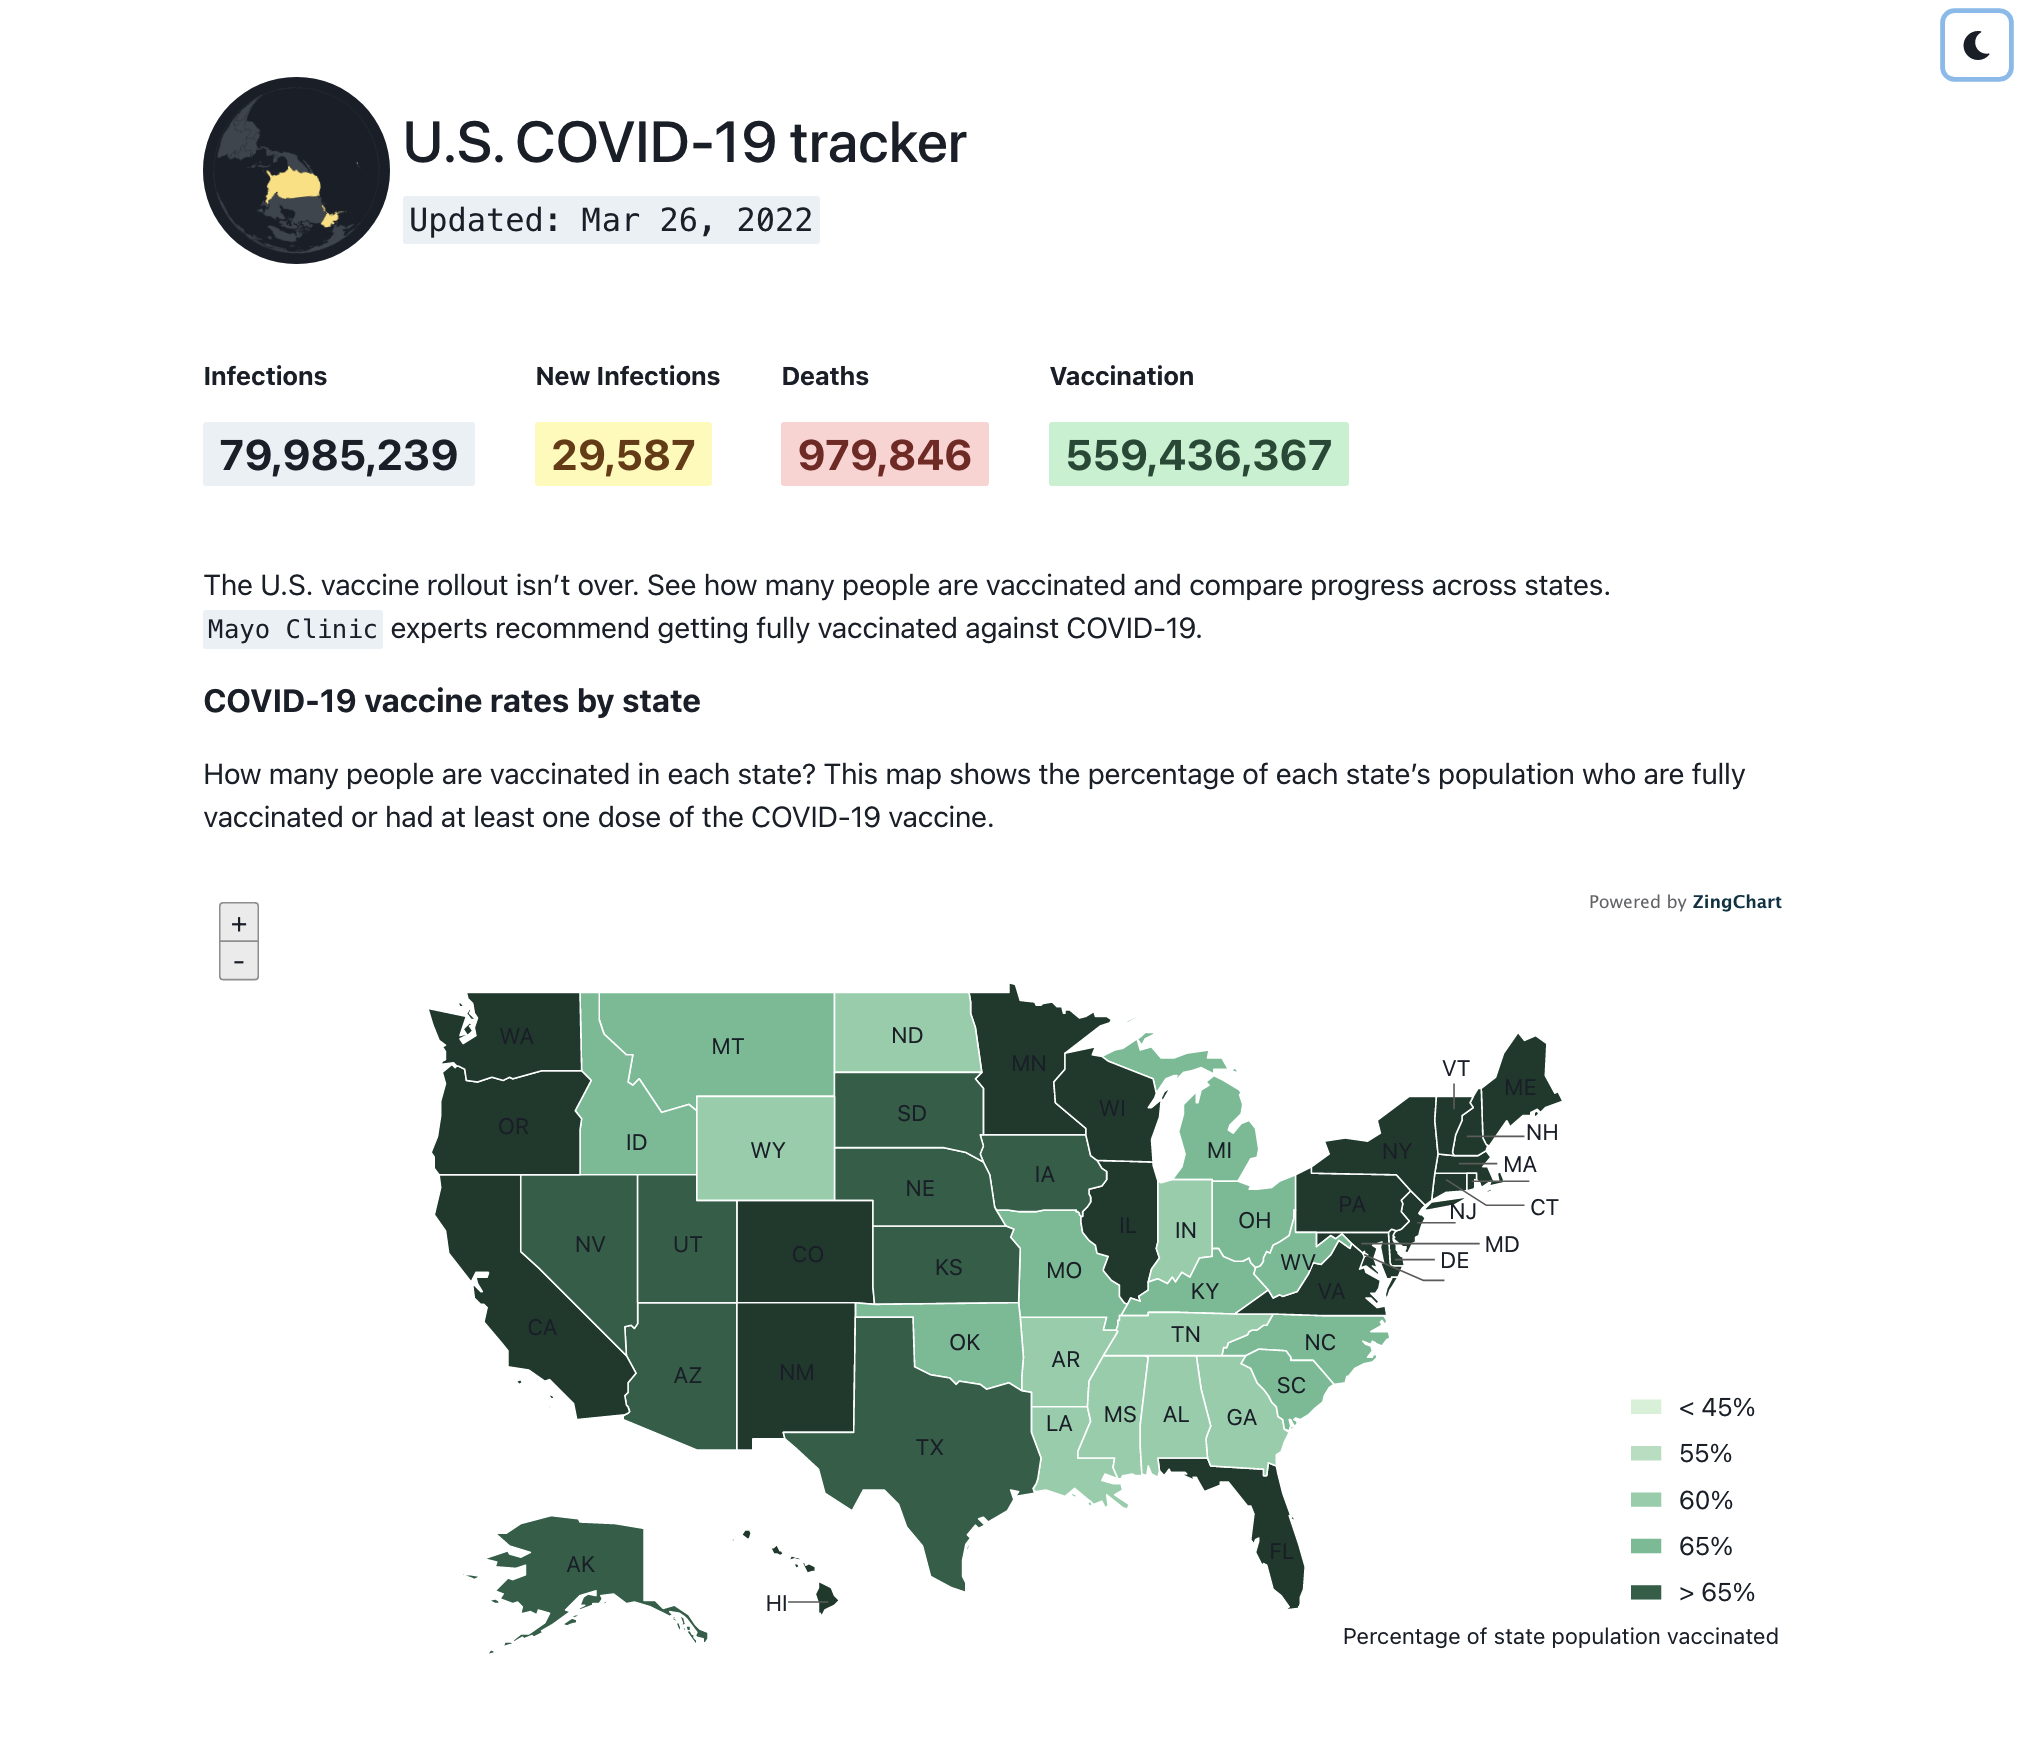 U.S. COVID-19 tracker
Updated: Mar 26, 2022
Infections
New Infections
Deaths
Vaccination
79,985,239
29,587
979,846
559,436,367
The U.S. vaccine rollout isn’t over. See how many people are vaccinated and compare progress across states.
Mayo Clinic experts recommend getting fully vaccinated against COVID-19.
COVID-19 vaccine rates by state
How many people are vaccinated in each state? This map shows the percentage of each state’s population who are fully
vaccinated or had at least one dose of the COVID-19 vaccine.
Powered by ZingChart
+
-
WA
MT
ND
MN
VT
ME
OR
ID
WY
SD
WI
MI
NY
NH
MA
NE
IA
NV
UT
CO
KS
MO
IL
IN
OH
PA
NJ
CT
MD
DE
WV
VA
KY
CA
AZ
NM
OK
AR
TN
NC
SC
TX
LA
MS
AL
GA
FL
AK
HI
< 45%
55%
60%
65%
> 65%
Percentage of state population vaccinated